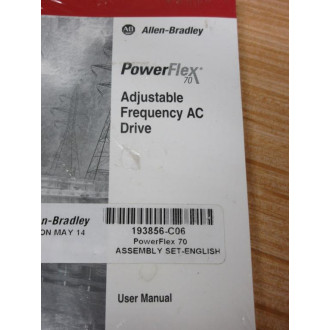 AB Allen-Bradley
PowerFlex
70
Adjustable
Frequency AC
Drive
n-Bradley
ON MAY 14
193856-C06
PowerFlex 70
ASSEMBLY SET-ENGLISH
User Manual